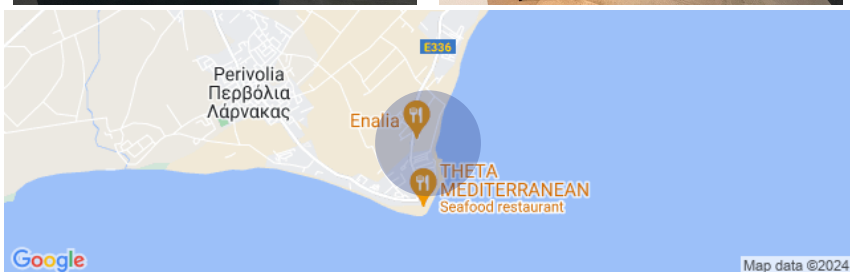 E336
Perivolia
Περβόλια
Λάρνακας
Enalia
THETA
MEDITERRANEAN
Seafood restaurant
Google
Map data ©2024